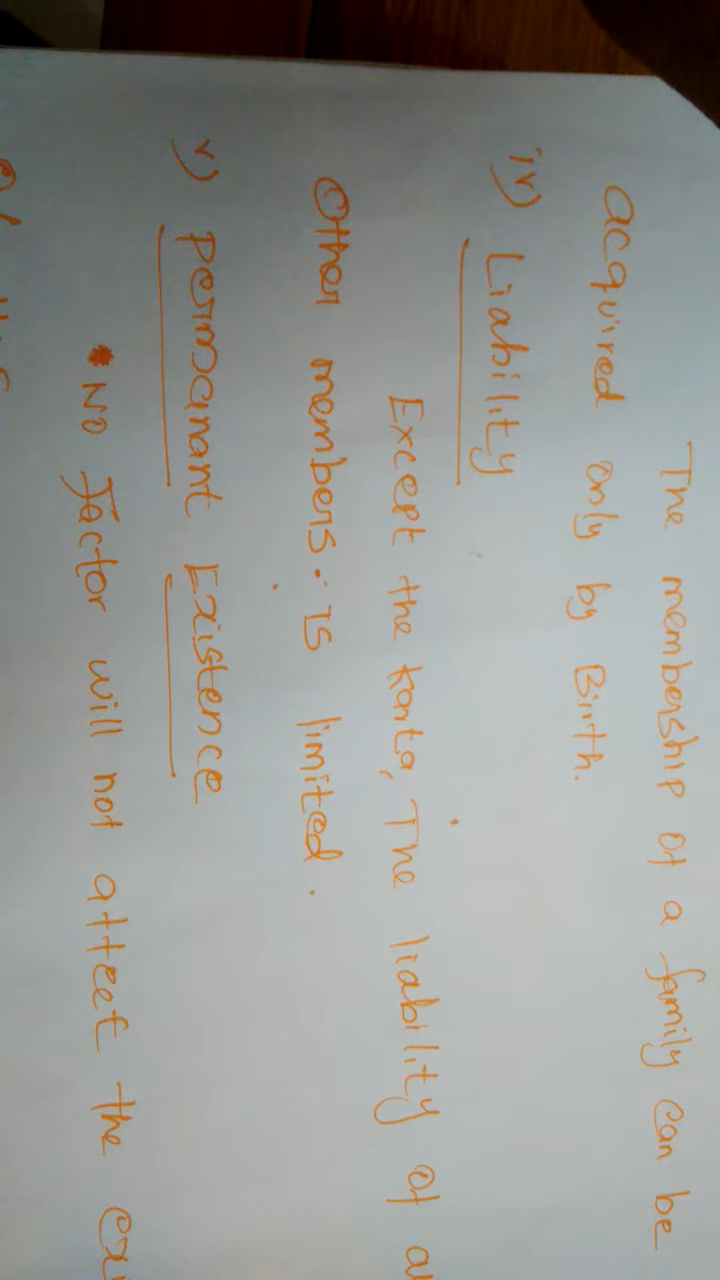 The membership of a family can be
acquired only by Birth.
iv) Liability
Except the karta, The liability of
Other members. is limited.
v) permanant Existence
• No factor will not affect the